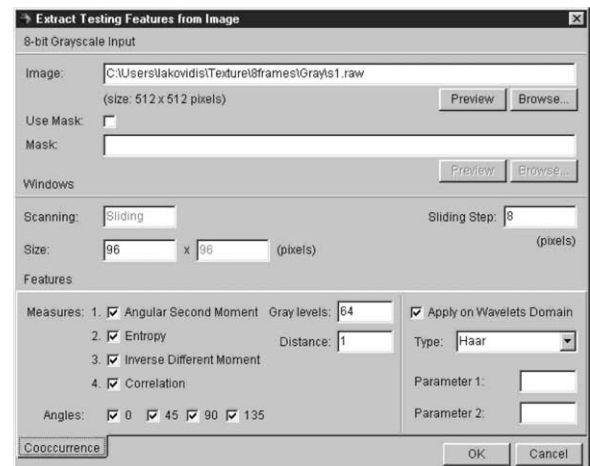 Extract Testing Features from Image
8-bit Grayscale Input
Image: C:\Users\Iakovidis\Texture\8frames\Gray\s1.raw
(size: 512 x 512 pixels) Preview Browse...
Use Mask:
Mask:
Preview Browse...
Windows
Scanning: Sliding Sliding Step: 8
(pixels)
Size: 96 x 96 (pixels)
Features
Measures: 1. Angular Second Moment Gray levels: 64 Apply on Wavelets Domain
2. Entropy Distance: 1 Type: Haar
3. Inverse Different Moment
4. Correlation Parameter 1:
Angles: 0 45 90 135 Parameter 2:
Cooccurrence
OK Cancel